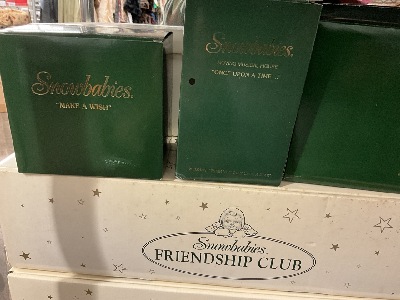 Snowbabies.
"MAKE A WISH"
Snowbabies.
"ONCE UPON A TIME..."
Snowbabies.
FRIENDSHIP CLUB